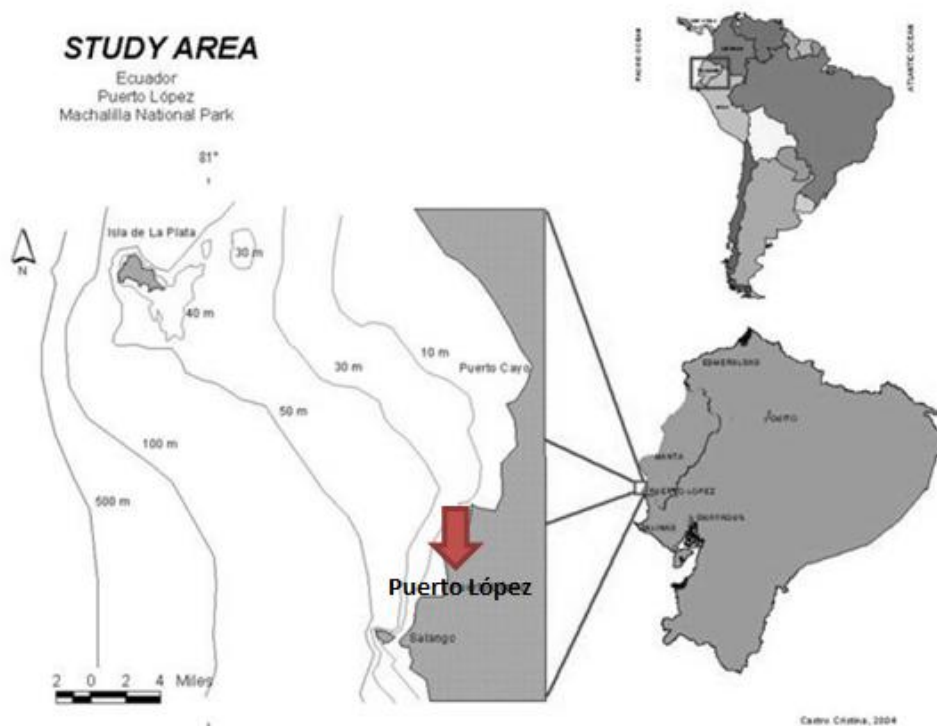 STUDY AREA
Ecuador
Puerto López
Machalilla National Park
81°
Isla de La Plata
N
30 m
40 m
10 m
30 m
Puerto Cayo
50 m
100 m
500 m
Puerto López
Salango
2 0 2 4 Miles
PACIFIC OCEAN
ATLANTIC OCEAN
ESMERALDAS
QUITO
MANTA
PUERTO LOPEZ
SALINAS
GUAYAQUIL
Castro Cristina, 2004